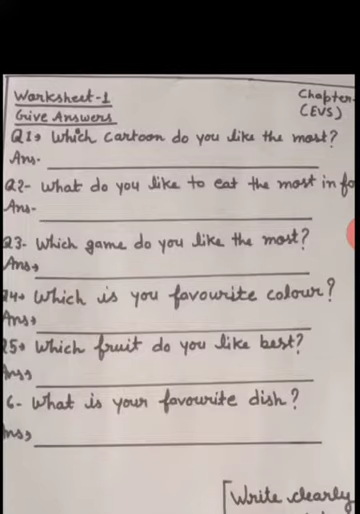 Worksheet-1
Chapter
Give Answers
(EVS)
Q1→ Which cartoon do you like the most?
Ans-
Q2- What do you like to eat the most in fo
Ans-
Q3- Which game do you like the most?
Ans→
24→ Which is you favourite colour?
Ans→
25→ Which fruit do you like best?
Ans→
6- What is your favourite dish?
Ans→
[Write clearly